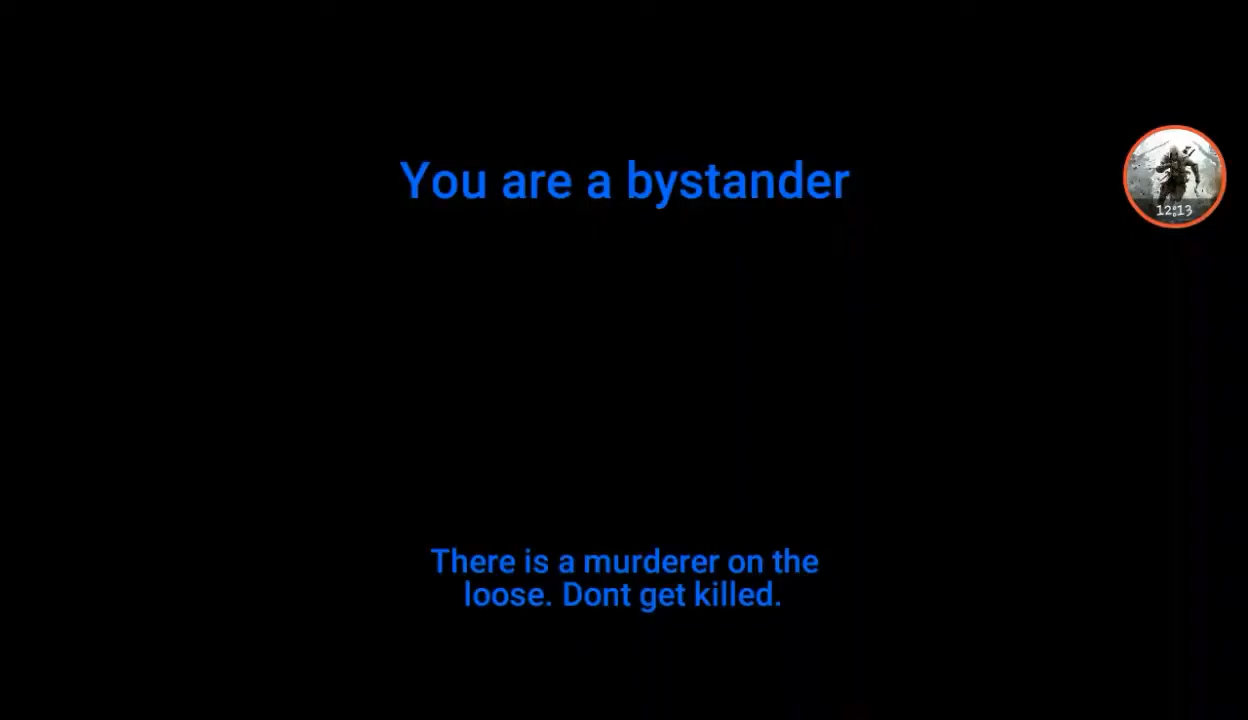 You are a bystander
12:13
There is a murderer on the
loose. Dont get killed.